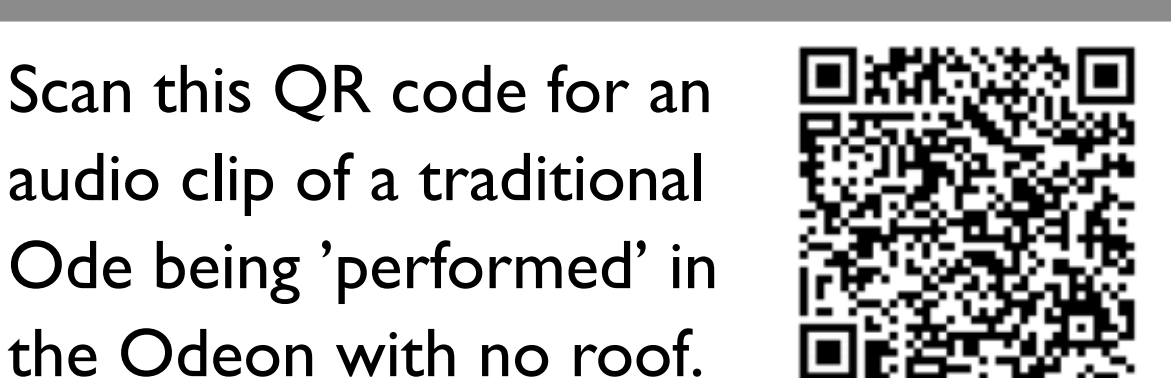 Scan this QR code for an
audio clip of a traditional
Ode being ’performed’ in
the Odeon with no roof.